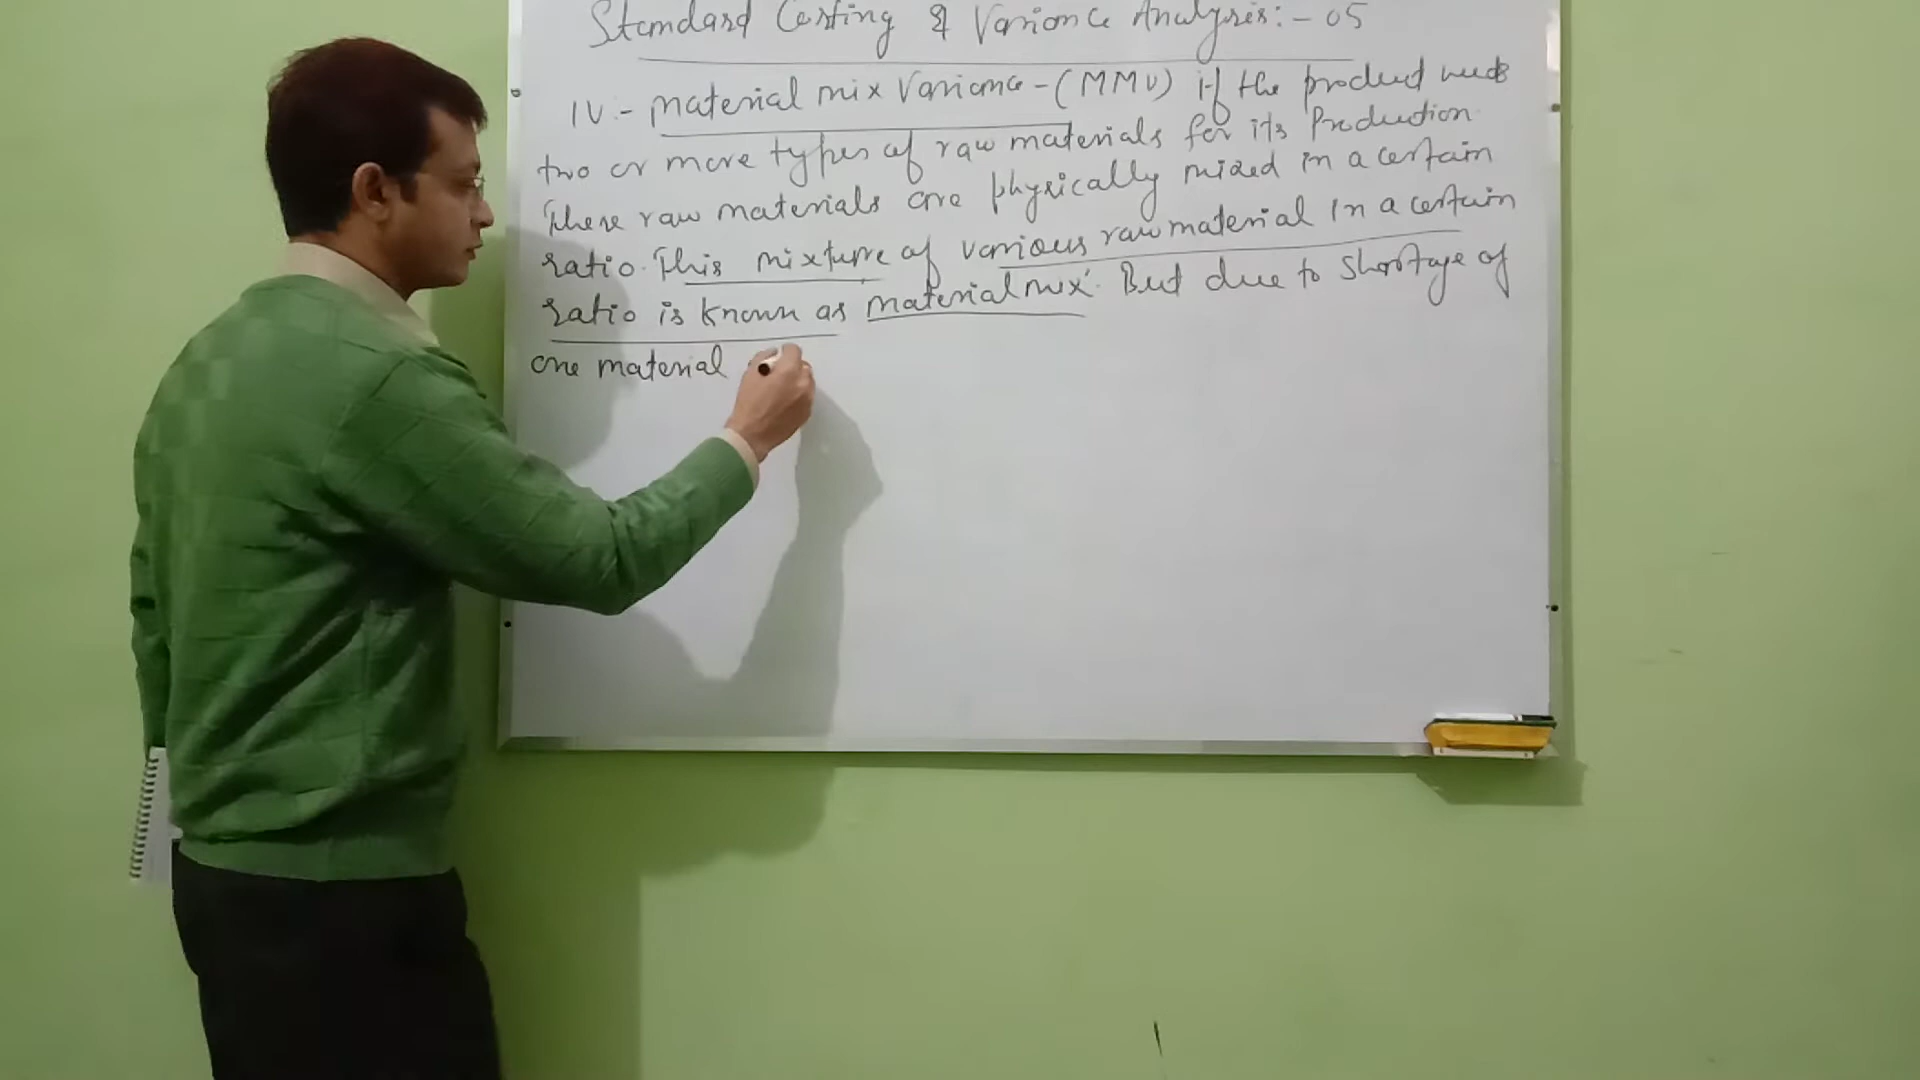 Standard Costing & Variance Analysis:- 05
IV:- Material mix Variance - (MMV) if the product needs
two or more types of raw materials for its Production.
These raw materials are physically mixed in a certain
ratio. This mixture of various raw material in a certain
ratio is known as 'material mix'. But due to Shortage of
one material